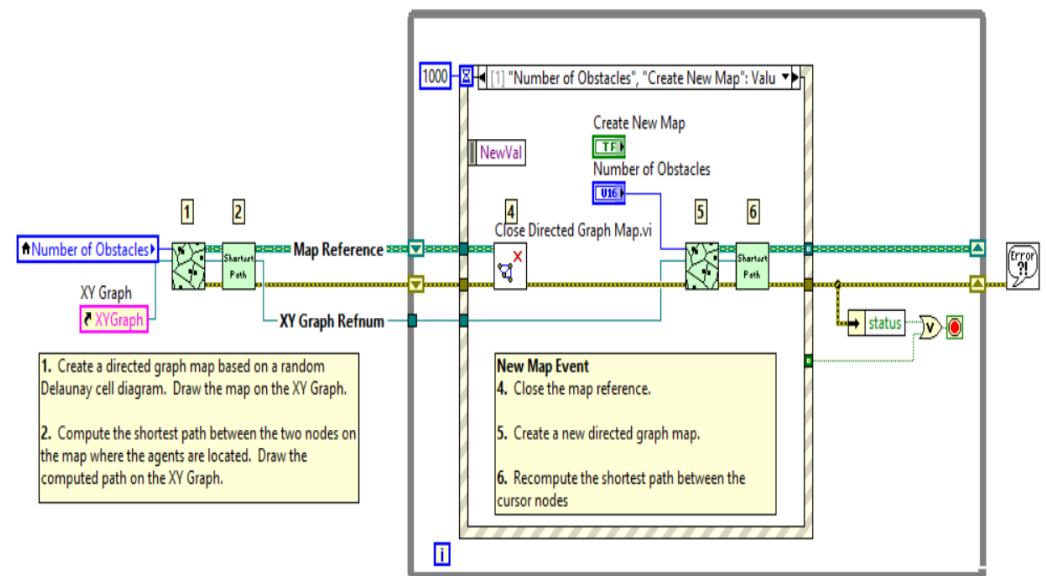 1000
[1] "Number of Obstacles", "Create New Map": Valu
Create New Map
TF
NewVal
Number of Obstacles
U16
1
2
4
5
6
Close Directed Graph Map.vi
Number of Obstacles
Shortest
Path
Map Reference
Shortest
Path
Error
?!
XY Graph
XYGraph
XY Graph Refnum
status
V
1. Create a directed graph map based on a random
Delaunay cell diagram. Draw the map on the XY Graph.
2. Compute the shortest path between the two nodes on
the map where the agents are located. Draw the
computed path on the XY Graph.
New Map Event
4. Close the map reference.
5. Create a new directed graph map.
6. Recompute the shortest path between the
cursor nodes
i